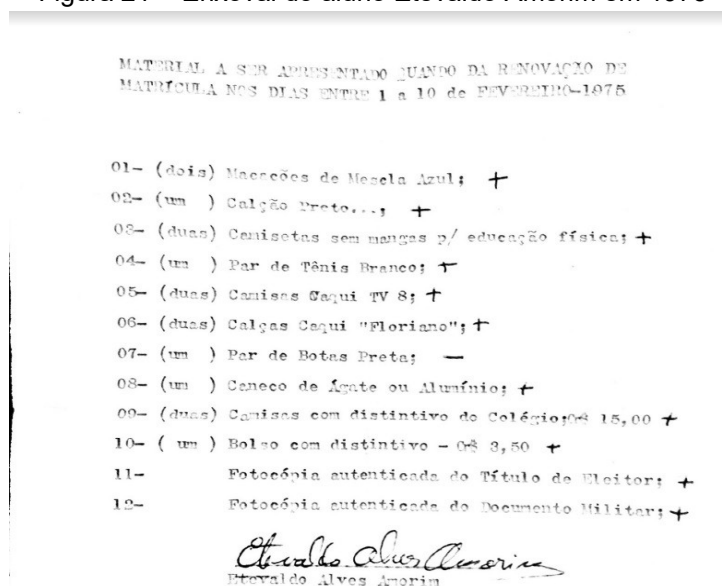 Figura 21 – Enxoval do aluno Etevaldo Amorim em 1975
MATERIAL A SER APRESENTADO QUANDO DA RENOVAÇÃO DE
MATRÍCULA NOS DIAS ENTRE 1 a 10 de FEVEREIRO-1975
01- (dois) Macacões de Mescla Azul; +
02- (um ) Calção Preto...; +
03- (duas) Camisetas sem mangas p/ educação física; +
04- (um ) Par de Tênis Branco; +
05- (duas) Camisas Caqui TV 8; +
06- (duas) Calças Caqui "Floriano"; +
07- (um ) Par de Botas Preta; —
08- (um ) Caneco de Ágate ou Alumínio; +
09- (duas) Camisas com distintivo do Colégio;Cr$ 15,00 +
10- ( um ) Bolso com distintivo - Cr$ 3,50 +
11- Fotocópia autenticada do Título de Eleitor; +
12- Fotocópia autenticada do Documento Militar; +
Etevaldo Alves Amorim
Etevaldo Alves Amorim